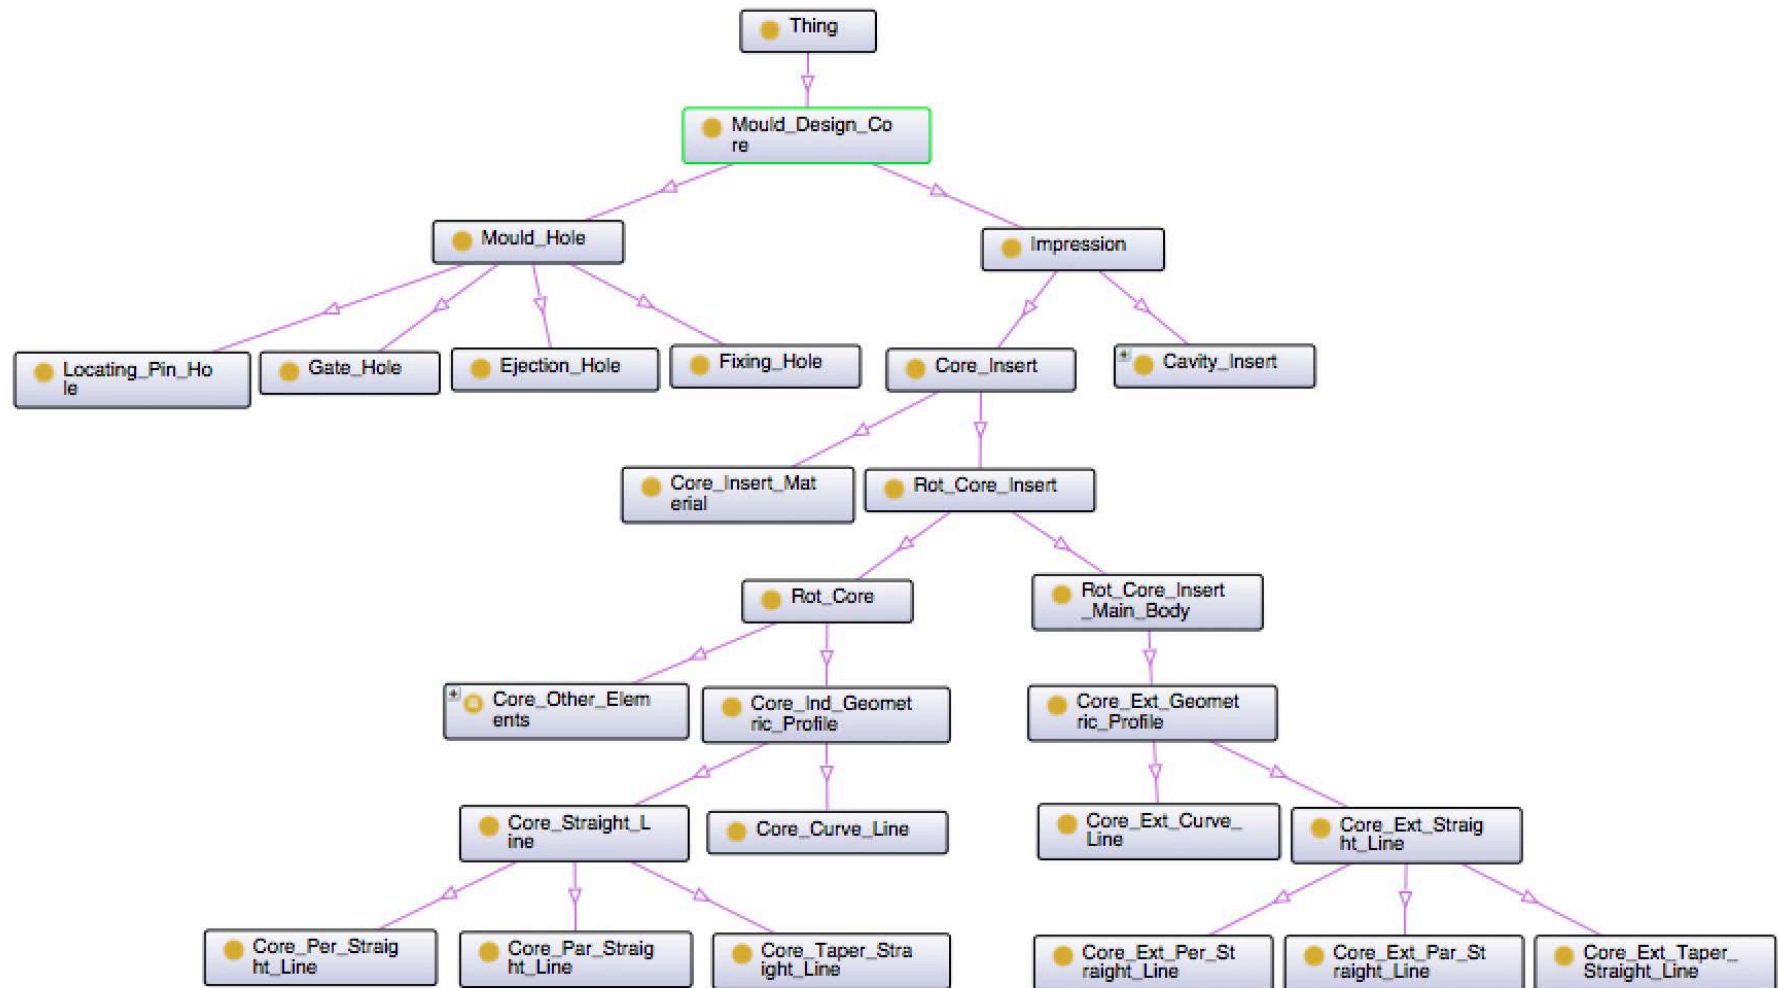 Thing
Mould_Design_Co
re
Mould_Hole
Impression
Locating_Pin_Ho
le
Gate_Hole
Ejection_Hole
Fixing_Hole
Core_Insert
Cavity_Insert
Core_Insert_Mat
erial
Rot_Core_Insert
Rot_Core
Rot_Core_Insert
_Main_Body
Core_Other_Elem
ents
Core_Ind_Geomet
ric_Profile
Core_Ext_Geomet
ric_Profile
Core_Straight_L
ine
Core_Curve_Line
Core_Ext_Curve_
Line
Core_Ext_Straig
ht_Line
Core_Per_Straig
ht_Line
Core_Par_Straig
ht_Line
Core_Taper_Stra
ight_Line
Core_Ext_Per_St
raight_Line
Core_Ext_Par_St
raight_Line
Core_Ext_Taper_
Straight_Line